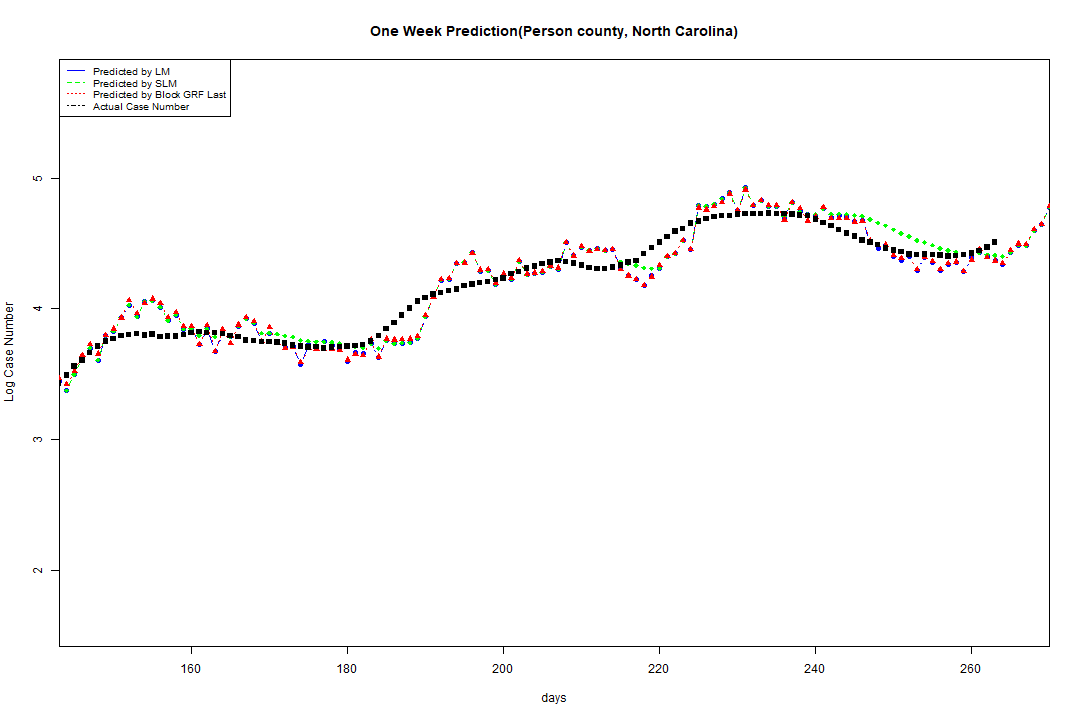 One Week Prediction(Person county, North Carolina)
Predicted by LM
Predicted by SLM
Predicted by Block GRF Last
Actual Case Number
5
4
3
2
Log Case Number
160 180 200 220 240 260
days